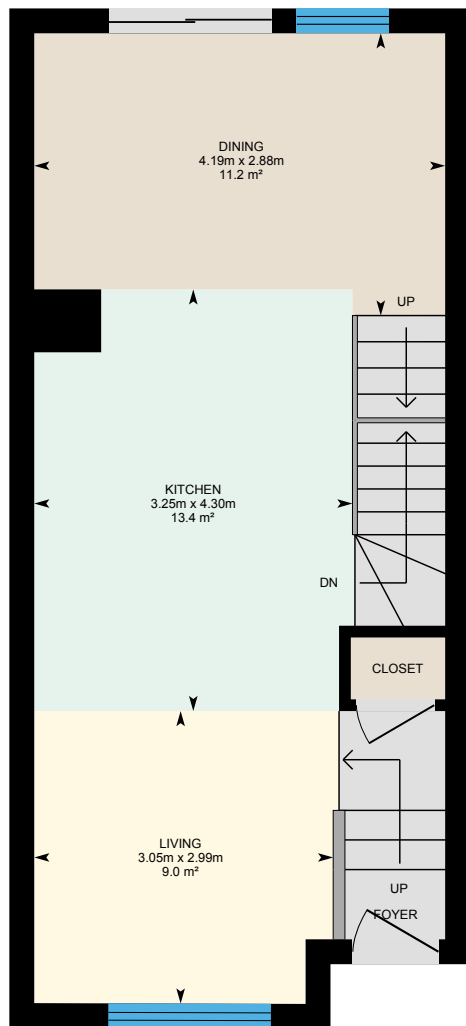 DINING
4.19m x 2.88m
11.2 m²
UP
KITCHEN
3.25m x 4.30m
13.4 m²
DN
CLOSET
LIVING
3.05m x 2.99m
9.0 m²
UP
FOYER